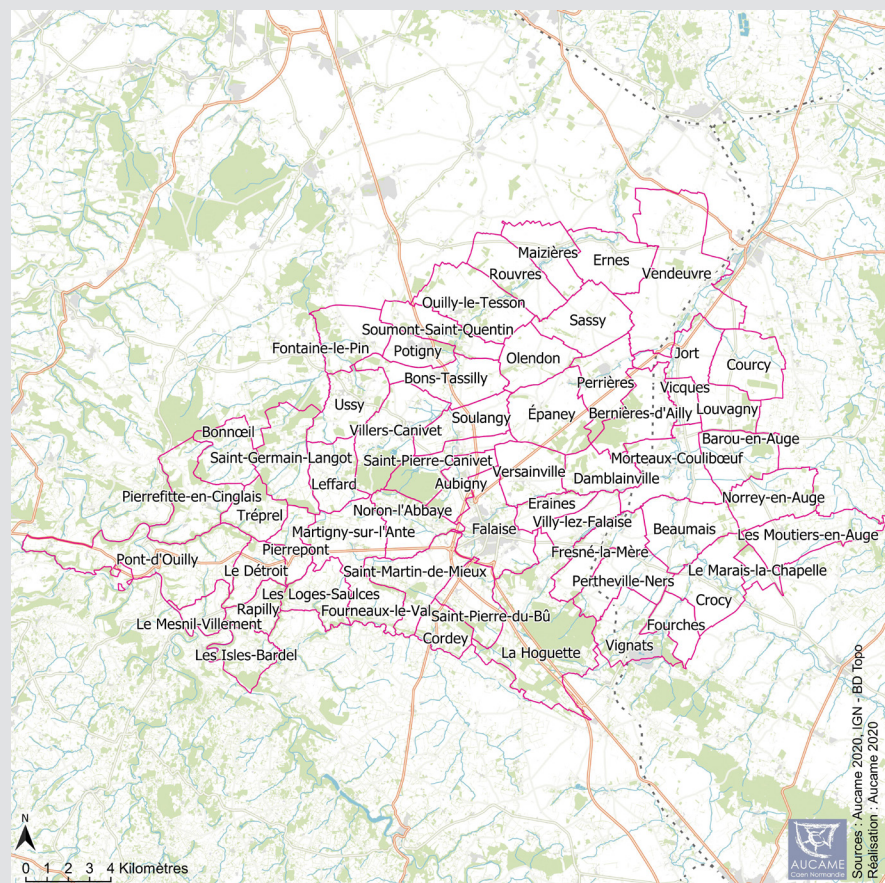 Maizières
Ernes
Rouvres
Vendeuvre
Ouilly-le-Tesson
Sassy
Soumont-Saint-Quentin
Fontaine-le-Pin
Potigny
Jort
Olendon
Courcy
Bons-Tassilly
Perrières
Vicques
Ussy
Épaney
Louvagny
Soulangy
Bernières-d'Ailly
Villers-Canivet
Bonnœil
Barou-en-Auge
Saint-Germain-Langot
Saint-Pierre-Canivet
Morteaux-Coulibœuf
Versainville
Leffard
Aubigny
Damblainville
Pierrefitte-en-Cinglais
Norrey-en-Auge
Eraines
Noron-l'Abbaye
Tréprel
Villy-lez-Falaise
Falaise
Beaumais
Martigny-sur-l'Ante
Les Moutiers-en-Auge
Pierrepont
Fresné-la-Mère
Pont-d'Ouilly
Le Détroit
Saint-Martin-de-Mieux
Le Marais-la-Chapelle
Pertheville-Ners
Les Loges-Saulces
Crocy
Rapilly
Fourneaux-le-Val
Saint-Pierre-du-Bû
Le Mesnil-Villement
Fourches
Cordey
Vignats
La Hoguette
Les Isles-Bardel
N
0 1 2 3 4 Kilomètres
AUCAME
Caen Normandie
Sources : Aucame 2020, IGN - BD Topo
Réalisation : Aucame 2020